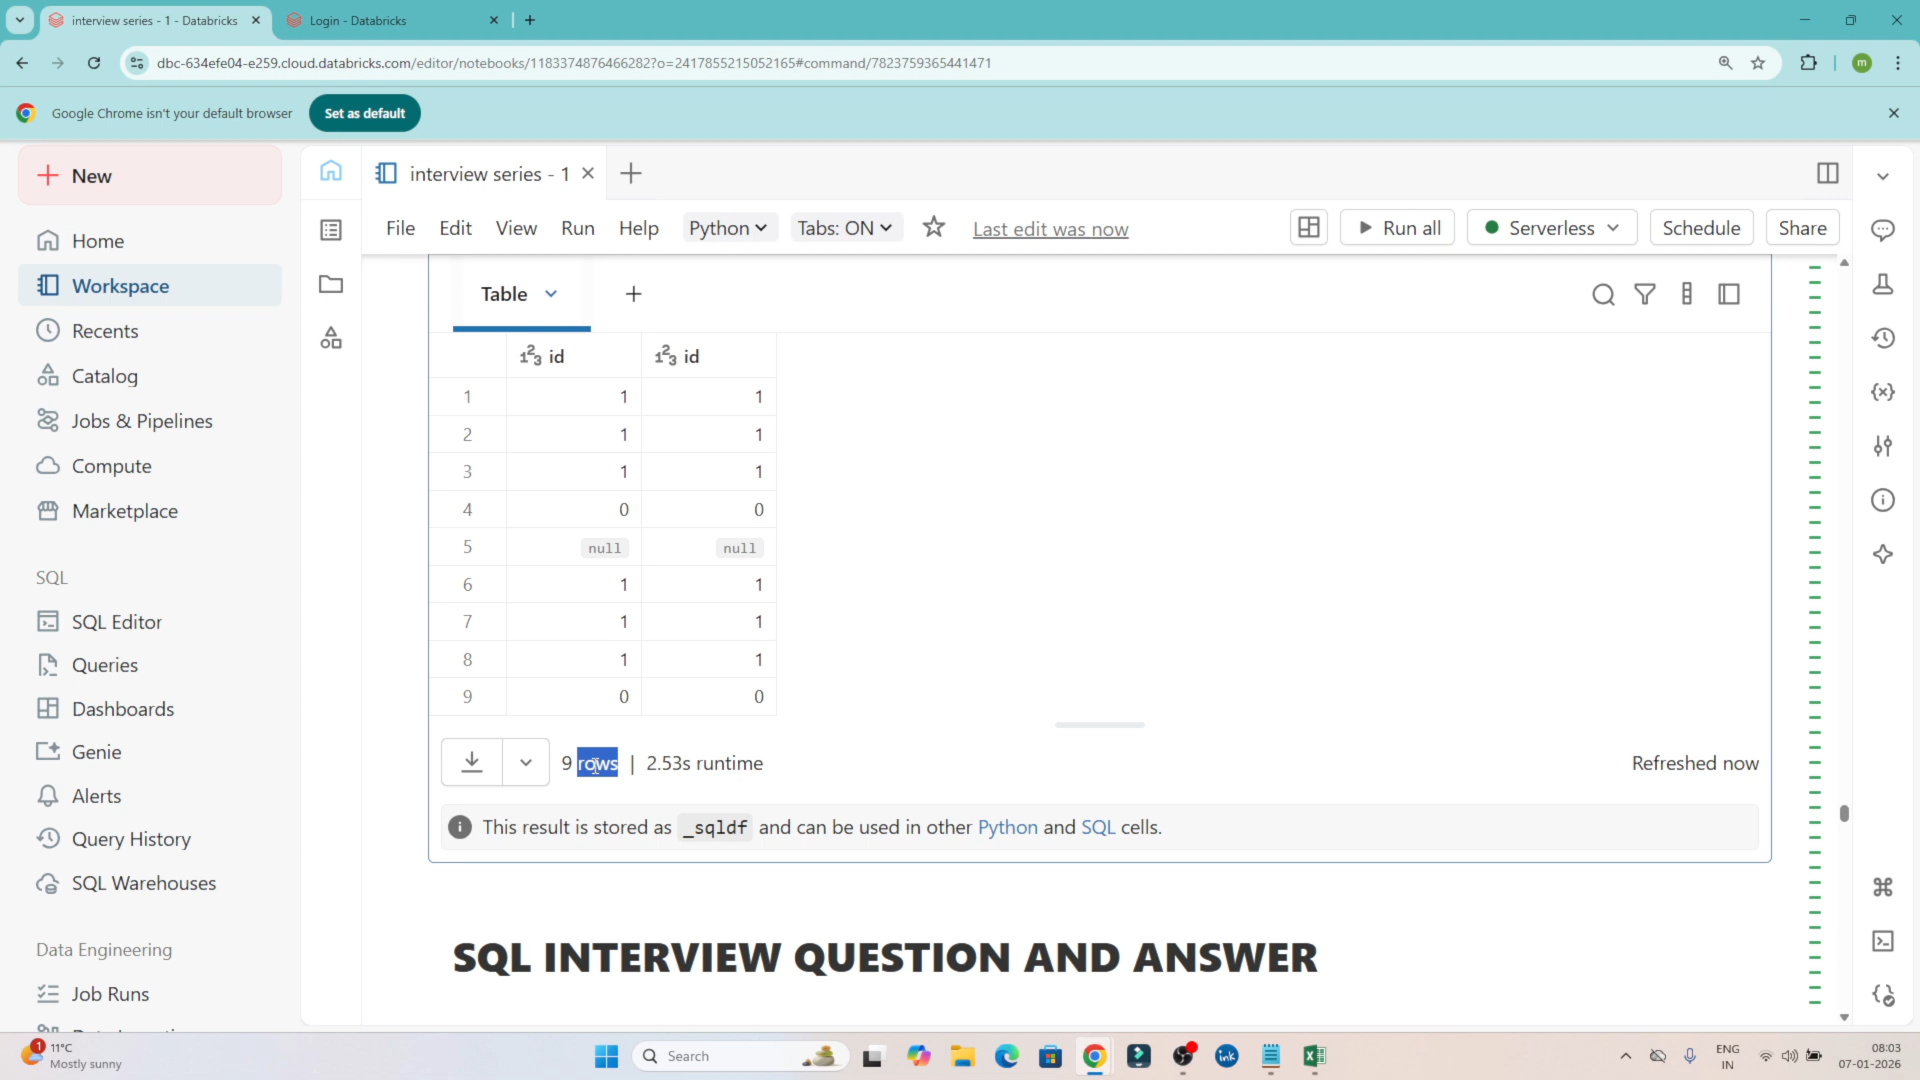 interview series - 1 - Databricks
Login - Databricks
dbc-634efe04-e259.cloud.databricks.com/editor/notebooks/1183374876466282?o=2417855215052165#command/7823759365441471
m
Google Chrome isn't your default browser
Set as default
New
Home
Workspace
Recents
Catalog
Jobs & Pipelines
Compute
Marketplace
SQL
SQL Editor
Queries
Dashboards
Genie
Alerts
Query History
SQL Warehouses
Data Engineering
Job Runs
interview series - 1
File Edit View Run Help Python Tabs: ON Last edit was now
Run all Serverless Schedule Share
Table
id id
1 1 1
2 1 1
3 1 1
4 0 0
5 null null
6 1 1
7 1 1
8 1 1
9 0 0
9 rows | 2.53s runtime
Refreshed now
This result is stored as _sqldf and can be used in other Python and SQL cells.
SQL INTERVIEW QUESTION AND ANSWER
1
11°C
Mostly sunny
Search
ink
ENG
IN
08:03
07-01-2026